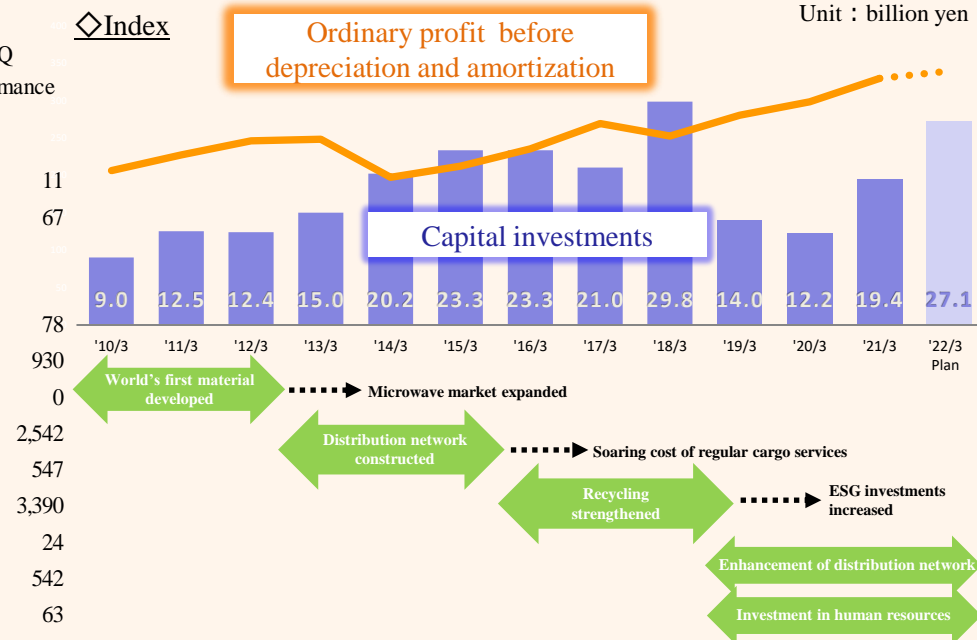 ◇Index
Unit：billion yen
Q
mance
Ordinary profit before
depreciation and amortization
Capital investments
11
67
78
930
0
2,542
547
3,390
24
542
63
9.0 12.5 12.4 15.0 20.2 23.3 23.3 21.0 29.8 14.0 12.2 19.4 27.1
'10/3 '11/3 '12/3 '13/3 '14/3 '15/3 '16/3 '17/3 '18/3 '19/3 '20/3 '21/3 '22/3
Plan
World's first material
developed
Microwave market expanded
Distribution network
constructed
Soaring cost of regular cargo services
Recycling
strengthened
ESG investments
increased
Enhancement of distribution network
Investment in human resources